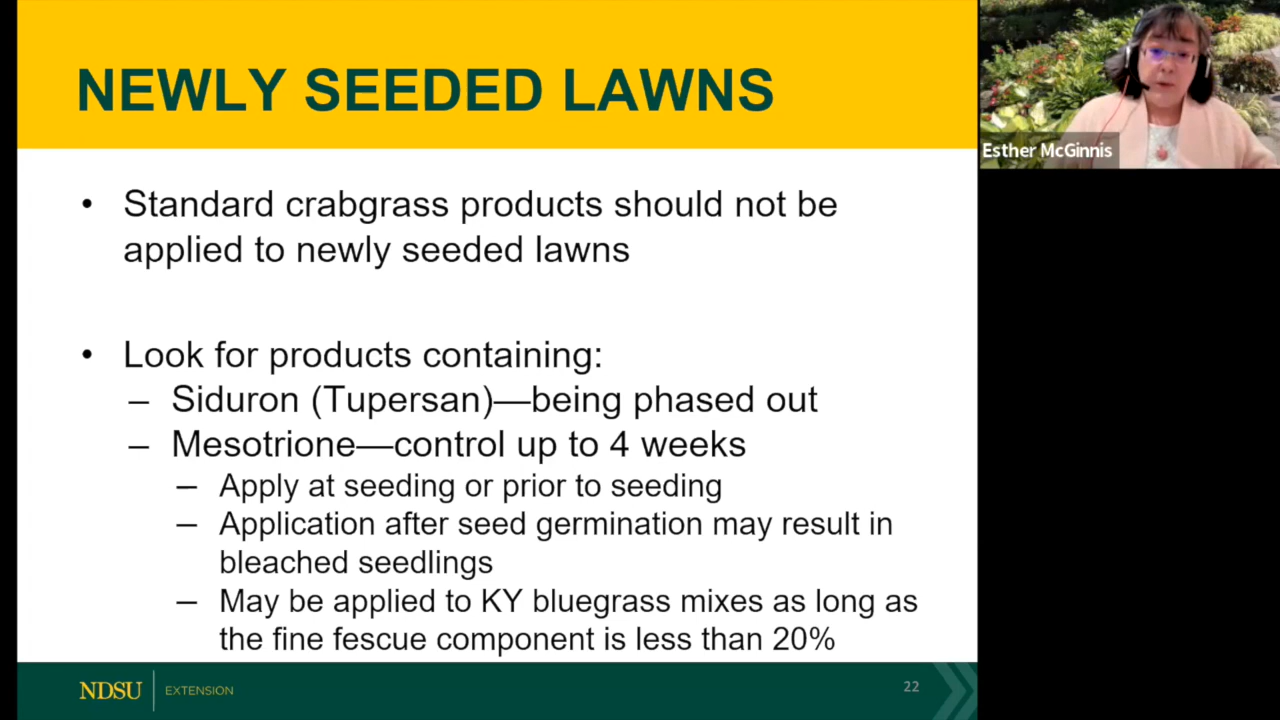 NEWLY SEEDED LAWNS
• Standard crabgrass products should not be
applied to newly seeded lawns
• Look for products containing:
– Siduron (Tupersan)—being phased out
– Mesotrione—control up to 4 weeks
– Apply at seeding or prior to seeding
– Application after seed germination may result in
bleached seedlings
– May be applied to KY bluegrass mixes as long as
the fine fescue component is less than 20%
NDSU EXTENSION
22
Esther McGinnis